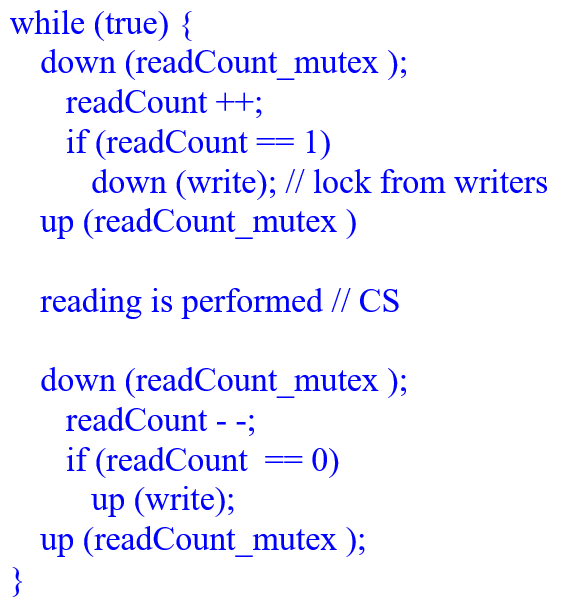 while (true) {
down (readCount_mutex );
readCount ++;
if (readCount == 1)
down (write); // lock from writers
up (readCount_mutex )
reading is performed // CS
down (readCount_mutex );
readCount - -;
if (readCount  == 0)
up (write);
up (readCount_mutex );
}